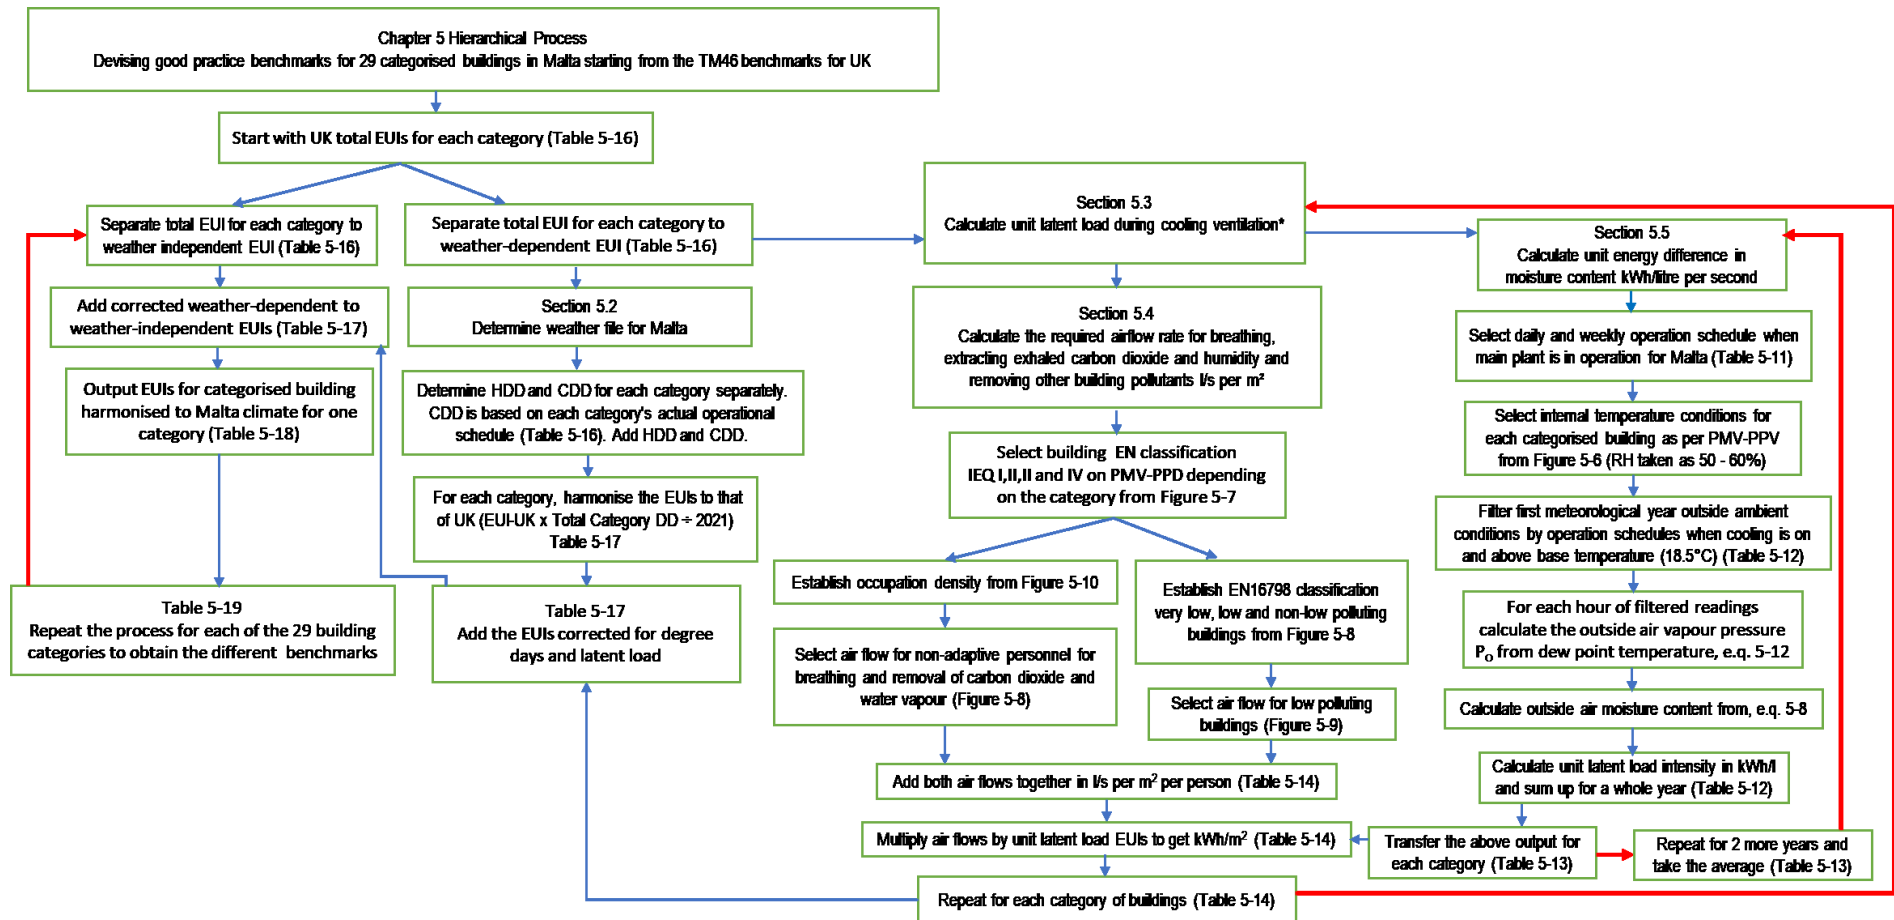 Chapter 5 Hierarchical Process
Devising good practice benchmarks for 29 categorised buildings in Malta starting from the TM46 benchmarks for UK
Start with UK total EUIs for each category (Table 5-16)
Separate total EUI for each category to
weather independent EUI (Table 5-16)
Add corrected weather-dependent to
weather-independent EUIs (Table 5-17)
Output EUIs for categorised building
harmonised to Malta climate for one
category (Table 5-18)
Table 5-19
Repeat the process for each of the 29 building
categories to obtain the different benchmarks
Separate total EUI for each category to
weather-dependent EUI (Table 5-16)
Section 5.2
Determine weather file for Malta
Determine HDD and CDD for each category separately.
CDD is based on each category's actual operational
schedule (Table 5-16). Add HDD and CDD.
For each category, harmonise the EUIs to that
of UK (EUI-UK x Total Category DD ÷ 2021)
Table 5-17
Table 5-17
Add the EUIs corrected for degree
days and latent load
Section 5.3
Calculate unit latent load during cooling ventilation*
Section 5.4
Calculate the required airflow rate for breathing,
extracting exhaled carbon dioxide and humidity and
removing other building pollutants l/s per m²
Select building EN classification
IEQ I,II,II and IV on PMV-PPD depending
on the category from Figure 5-7
Establish occupation density from Figure 5-10
Select air flow for non-adaptive personnel for
breathing and removal of carbon dioxide and
water vapour (Figure 5-8)
Establish EN16798 classification
very low, low and non-low polluting
buildings from Figure 5-8
Select air flow for low polluting
buildings (Figure 5-9)
Add both air flows together in l/s per m² per person (Table 5-14)
Multiply air flows by unit latent load EUIs to get kWh/m² (Table 5-14)
Repeat for each category of buildings (Table 5-14)
Section 5.5
Calculate unit energy difference in
moisture content kWh/litre per second
Select daily and weekly operation schedule when
main plant is in operation for Malta (Table 5-11)
Select internal temperature conditions for
each categorised building as per PMV-PPV
from Figure 5-6 (RH taken as 50 - 60%)
Filter first meteorological year outside ambient
conditions by operation schedules when cooling is on
and above base temperature (18.5°C) (Table 5-12)
For each hour of filtered readings
calculate the outside air vapour pressure
P₀ from dew point temperature, e.q. 5-12
Calculate outside air moisture content from, e.q. 5-8
Calculate unit latent load intensity in kWh/l
and sum up for a whole year (Table 5-12)
Transfer the above output for
each category (Table 5-13)
Repeat for 2 more years and
take the average (Table 5-13)